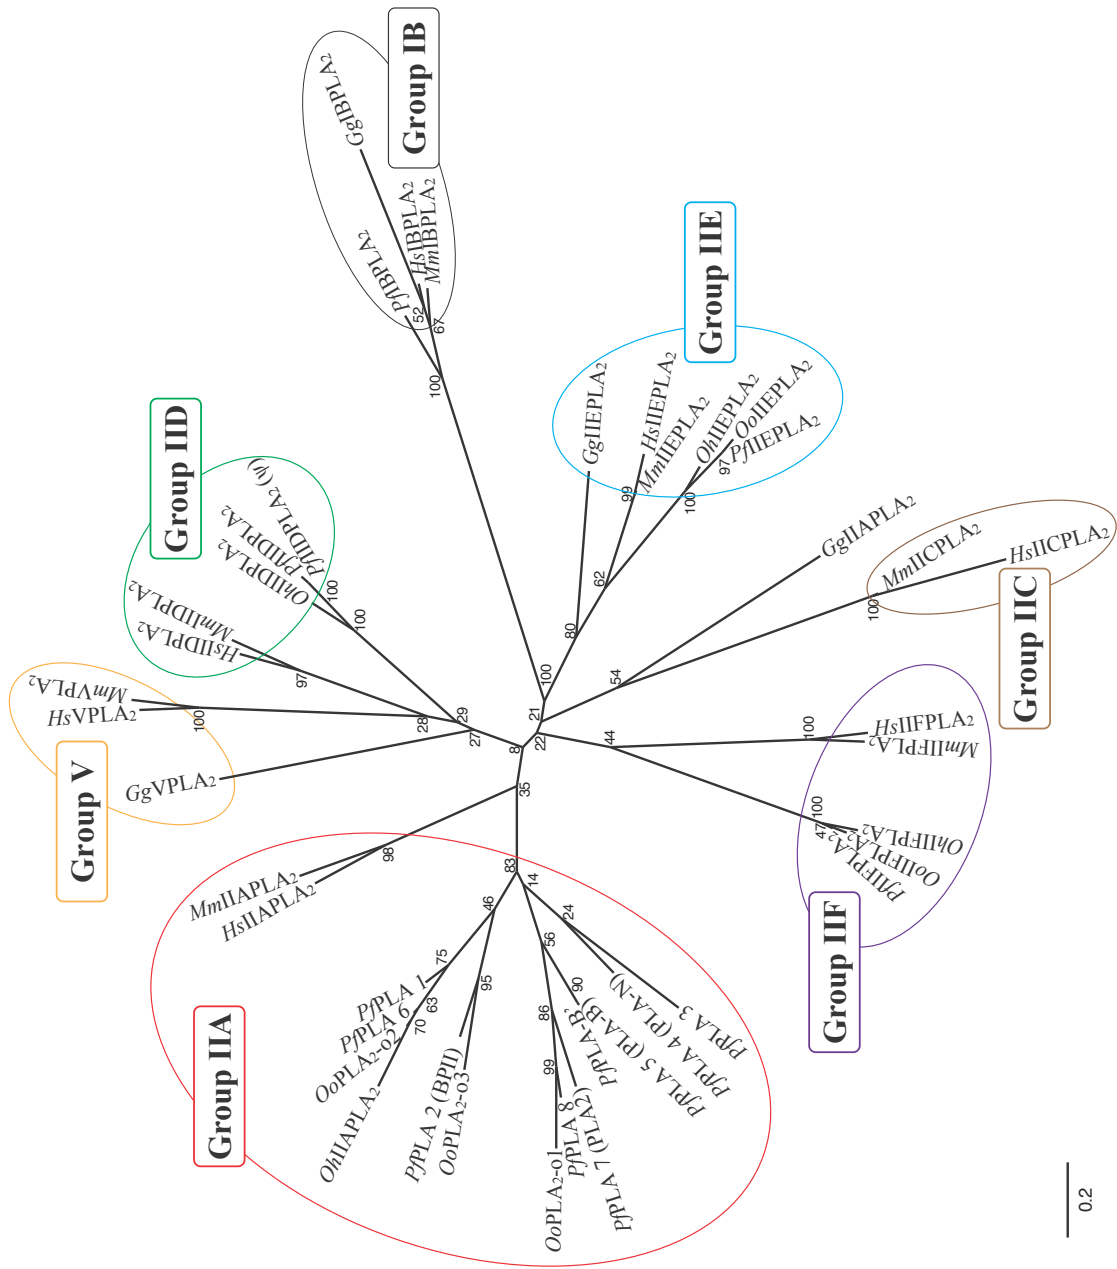 Group IB
GgIBPLA2
PfIBPLA2
HsIBPLA2
MmIBPLA2
52
67
100
Group IIE
GgIIEPLA2
HsIIEPLA2
MmIIEPLA2
OhIIEPLA2
OoIIEPLA2
PfIIEPLA2
97
99
100
62
80
100
Group IID
PfIIDPLA2 (ψ)
PfIIDPLA2
OhIIDPLA2
MmIIDPLA2
HsIIDPLA2
100
100
97
29
28
27
Group V
MmVPLA2
HsVPLA2
GgVPLA2
100
8
21
22
54
GgIIAPLA2
MmIICPLA2
HsIICPLA2
100
Group IIC
44
100
HsIIFPLA2
MmIIFPLA2
100
47
OhIIFPLA2
OoIIFPLA2
PfIIFPLA2
Group IIF
35
98
MmIIAPLA2
HsIIAPLA2
83
14
46
75
63
70
95
PfPLA 1
PfPLA 6
OoPLA2-o2
OhIIAPLA2
PfPLA 2 (BPII)
OoPLA2-o3
24
56
90
86
99
OoPLA2-o1
PfPLA 8
PfPLA 7 (PLA2)
PfPLA-B’
PfPLA 5 (PLA-B)
PfPLA 4 (PLA-N)
PfPLA 3
Group IIA
0.2